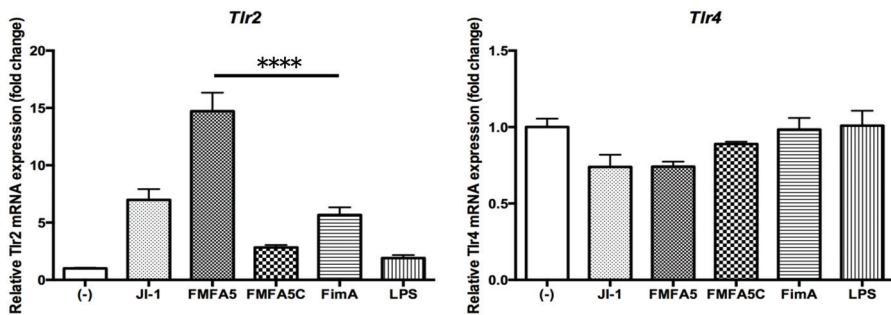 Tlr2
Relative Tlr2 mRNA expression (fold change)
20
15
10
5
0
****
(-) JI-1 FMFA5 FMFA5C FimA LPS
Tlr4
Relative Tlr4 mRNA expression (fold change)
1.5
1.0
0.5
0.0
(-) JI-1 FMFA5 FMFA5C FimA LPS